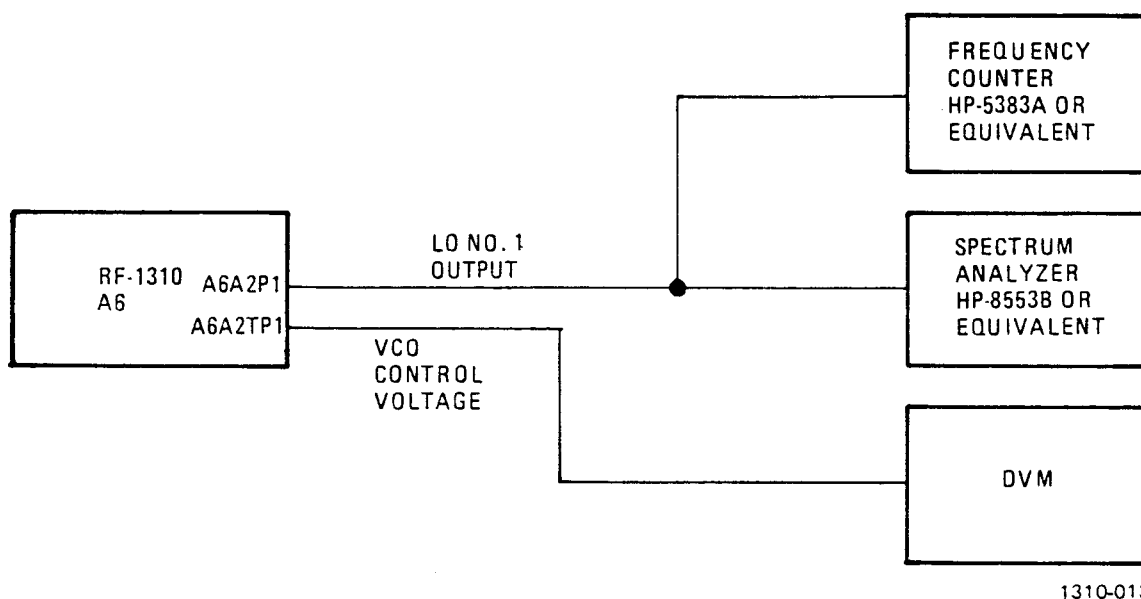 FREQUENCY
COUNTER
HP-5383A OR
EQUIVALENT
LO NO. 1
OUTPUT
RF-1310
A6
A6A2P1
A6A2TP1
SPECTRUM
ANALYZER
HP-8553B OR
EQUIVALENT
VCO
CONTROL
VOLTAGE
DVM